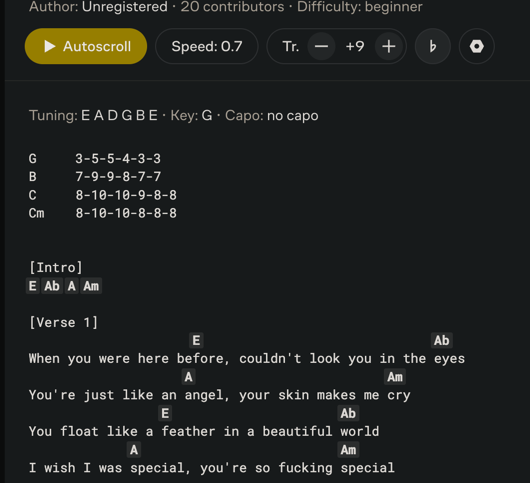 Author: Unregistered · 20 contributors · Difficulty: beginner
Autoscroll Speed: 0.7 Tr. − +9 + ♭
Tuning: E A D G B E · Key: G · Capo: no capo
G 3-5-5-4-3-3
B 7-9-9-8-7-7
C 8-10-10-9-8-8
Cm 8-10-10-8-8-8
[Intro]
E Ab A Am
[Verse 1]
E Ab
When you were here before, couldn't look you in the eyes
A Am
You're just like an angel, your skin makes me cry
E Ab
You float like a feather in a beautiful world
A Am
I wish I was special, you're so fucking special